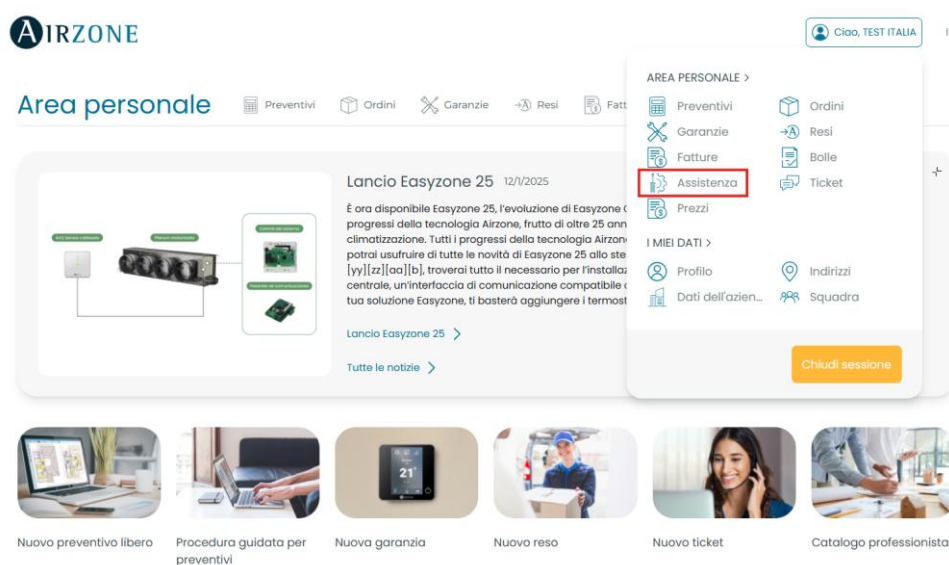 AIRZONE
Ciao, TEST ITALIA
Area personale
Preventivi
Ordini
Garanzie
Resi
Fatt
AREA PERSONALE >
Preventivi
Ordini
Garanzie
Resi
Fatture
Bolle
Assistenza
Ticket
Prezzi
I MIEI DATI >
Profilo
Indirizzi
Dati dell'azien...
Squadra
Chiudi sessione
Lancio Easyzone 25 12/1/2025
È ora disponibile Easyzone 25, l'evoluzione di Easyzone
progressi della tecnologia Airzone, frutto di oltre 25 ann
climatizzazione. Tutti i progressi della tecnologia Airzon
potrai usufruire di tutte le novità di Easyzone 25 allo ste
[yy][zz][aa][b], troverai tutto il necessario per l'installaz
centrale, un'interfaccia di comunicazione compatibile
tua soluzione Easyzone, ti basterà aggiungere i termost
Lancio Easyzone 25 >
Tutte le notizie >
21°
Nuovo preventivo libero
Procedura guidata per
preventivi
Nuova garanzia
Nuovo reso
Nuovo ticket
Catalogo professionista